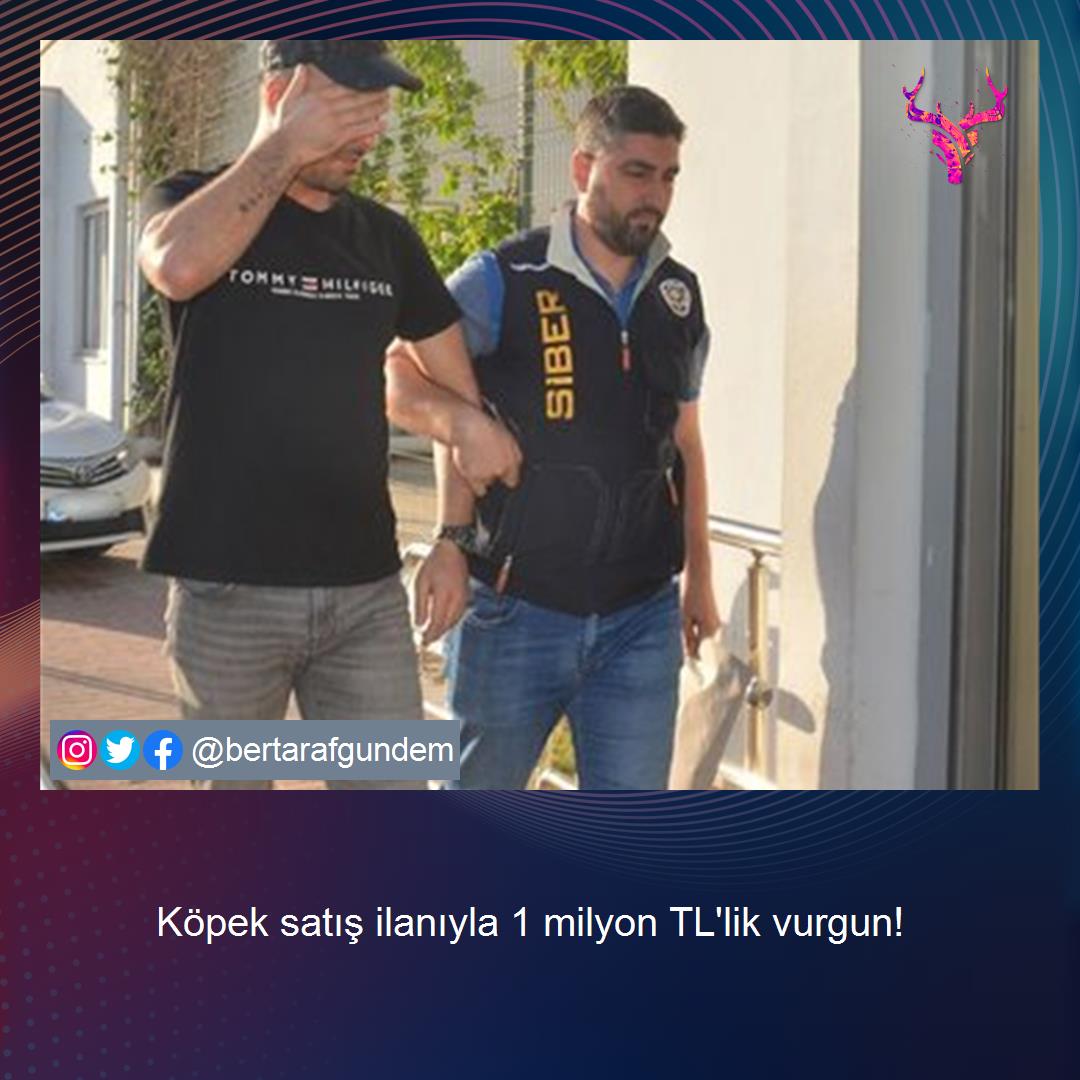 TOMMY HILFIGER
SİBER
@bertarafgundem
Köpek satış ilanıyla 1 milyon TL'lik vurgun!